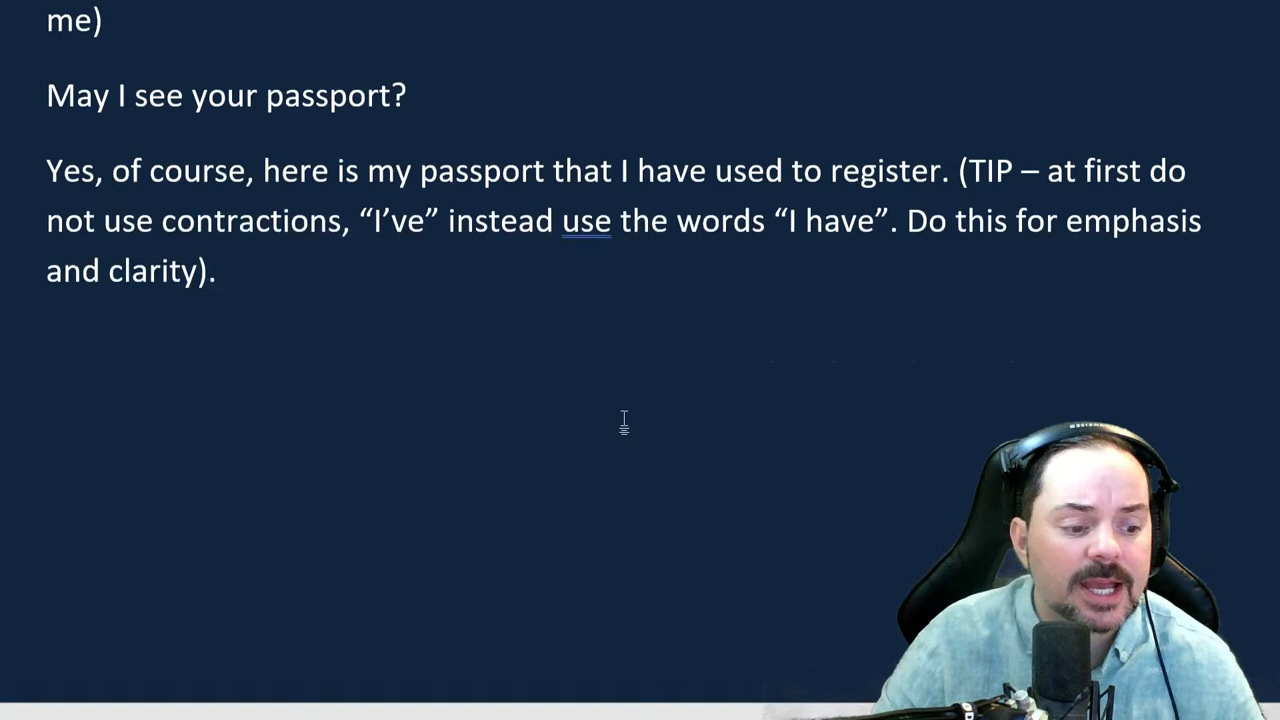 me)
May I see your passport?
Yes, of course, here is my passport that I have used to register. (TIP – at first do
not use contractions, “I’ve” instead use the words “I have”. Do this for emphasis
and clarity).